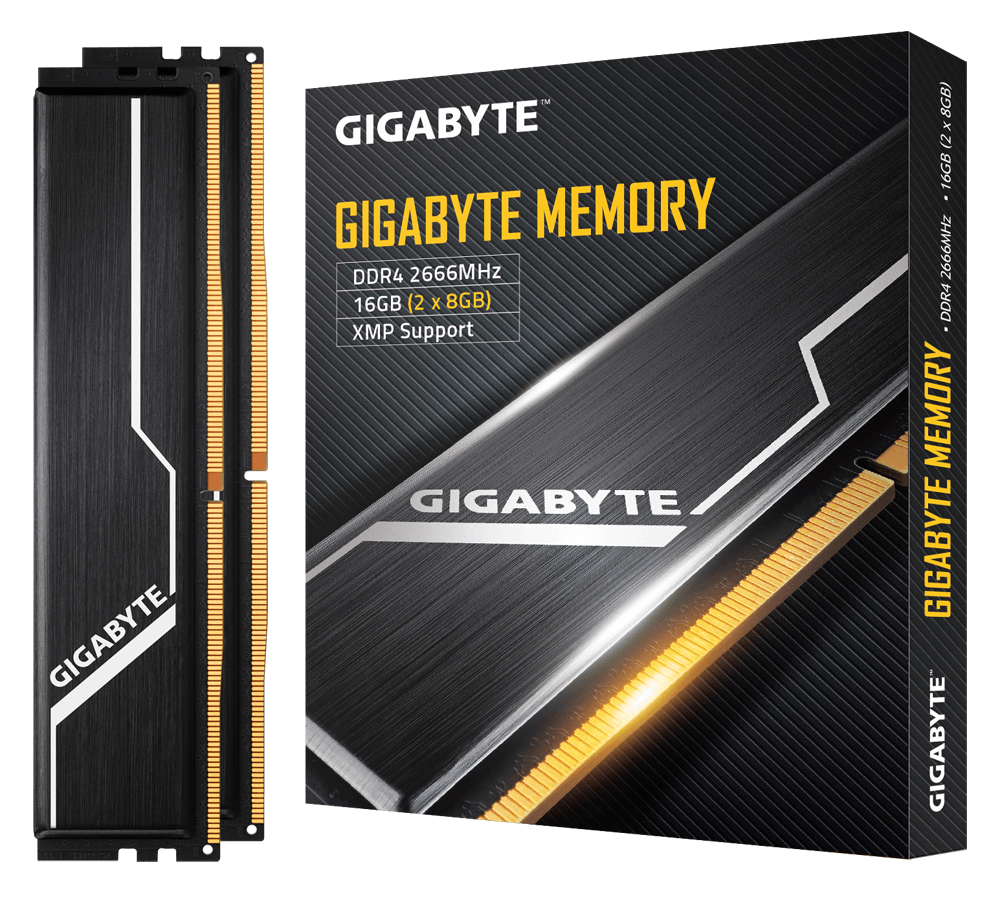 GIGABYTE
GIGABYTE™
GIGABYTE MEMORY
DDR4 2666MHz
16GB (2 x 8GB)
XMP Support
GIGABYTE
GIGABYTE™
GIGABYTE MEMORY
• DDR4 2666MHz • 16GB (2 x 8GB)